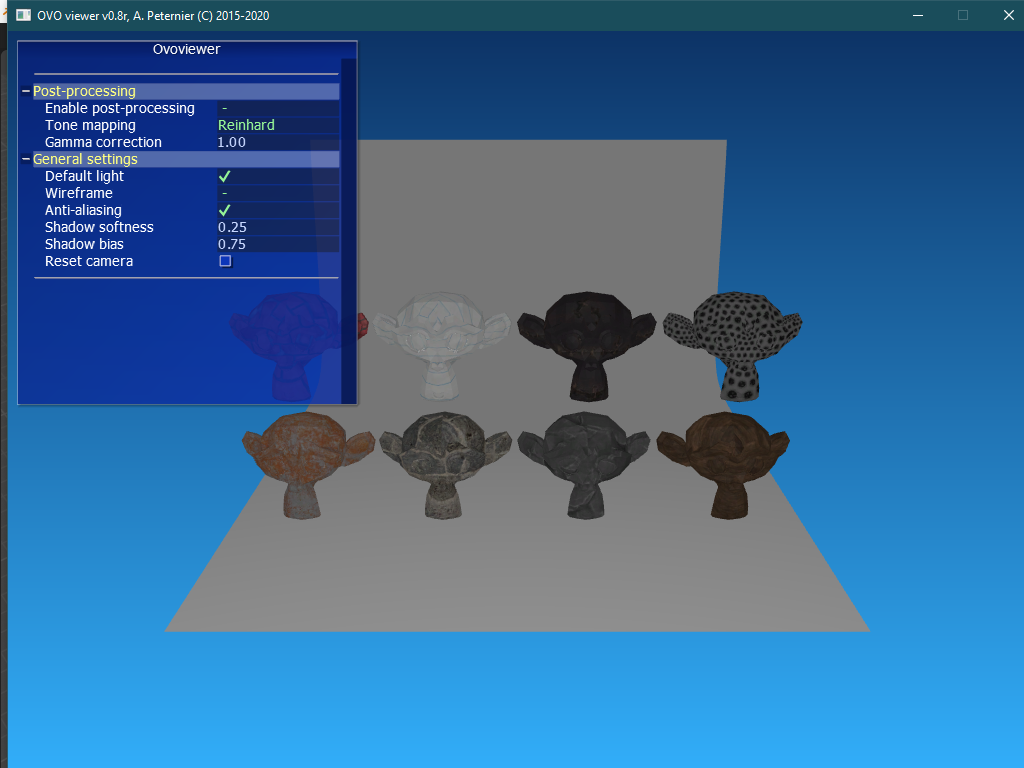 OVO viewer v0.8r, A. Peternier (C) 2015-2020
Ovoviewer
Post-processing
Enable post-processing -
Tone mapping Reinhard
Gamma correction 1.00
General settings
Default light ✓
Wireframe -
Anti-aliasing ✓
Shadow softness 0.25
Shadow bias 0.75
Reset camera